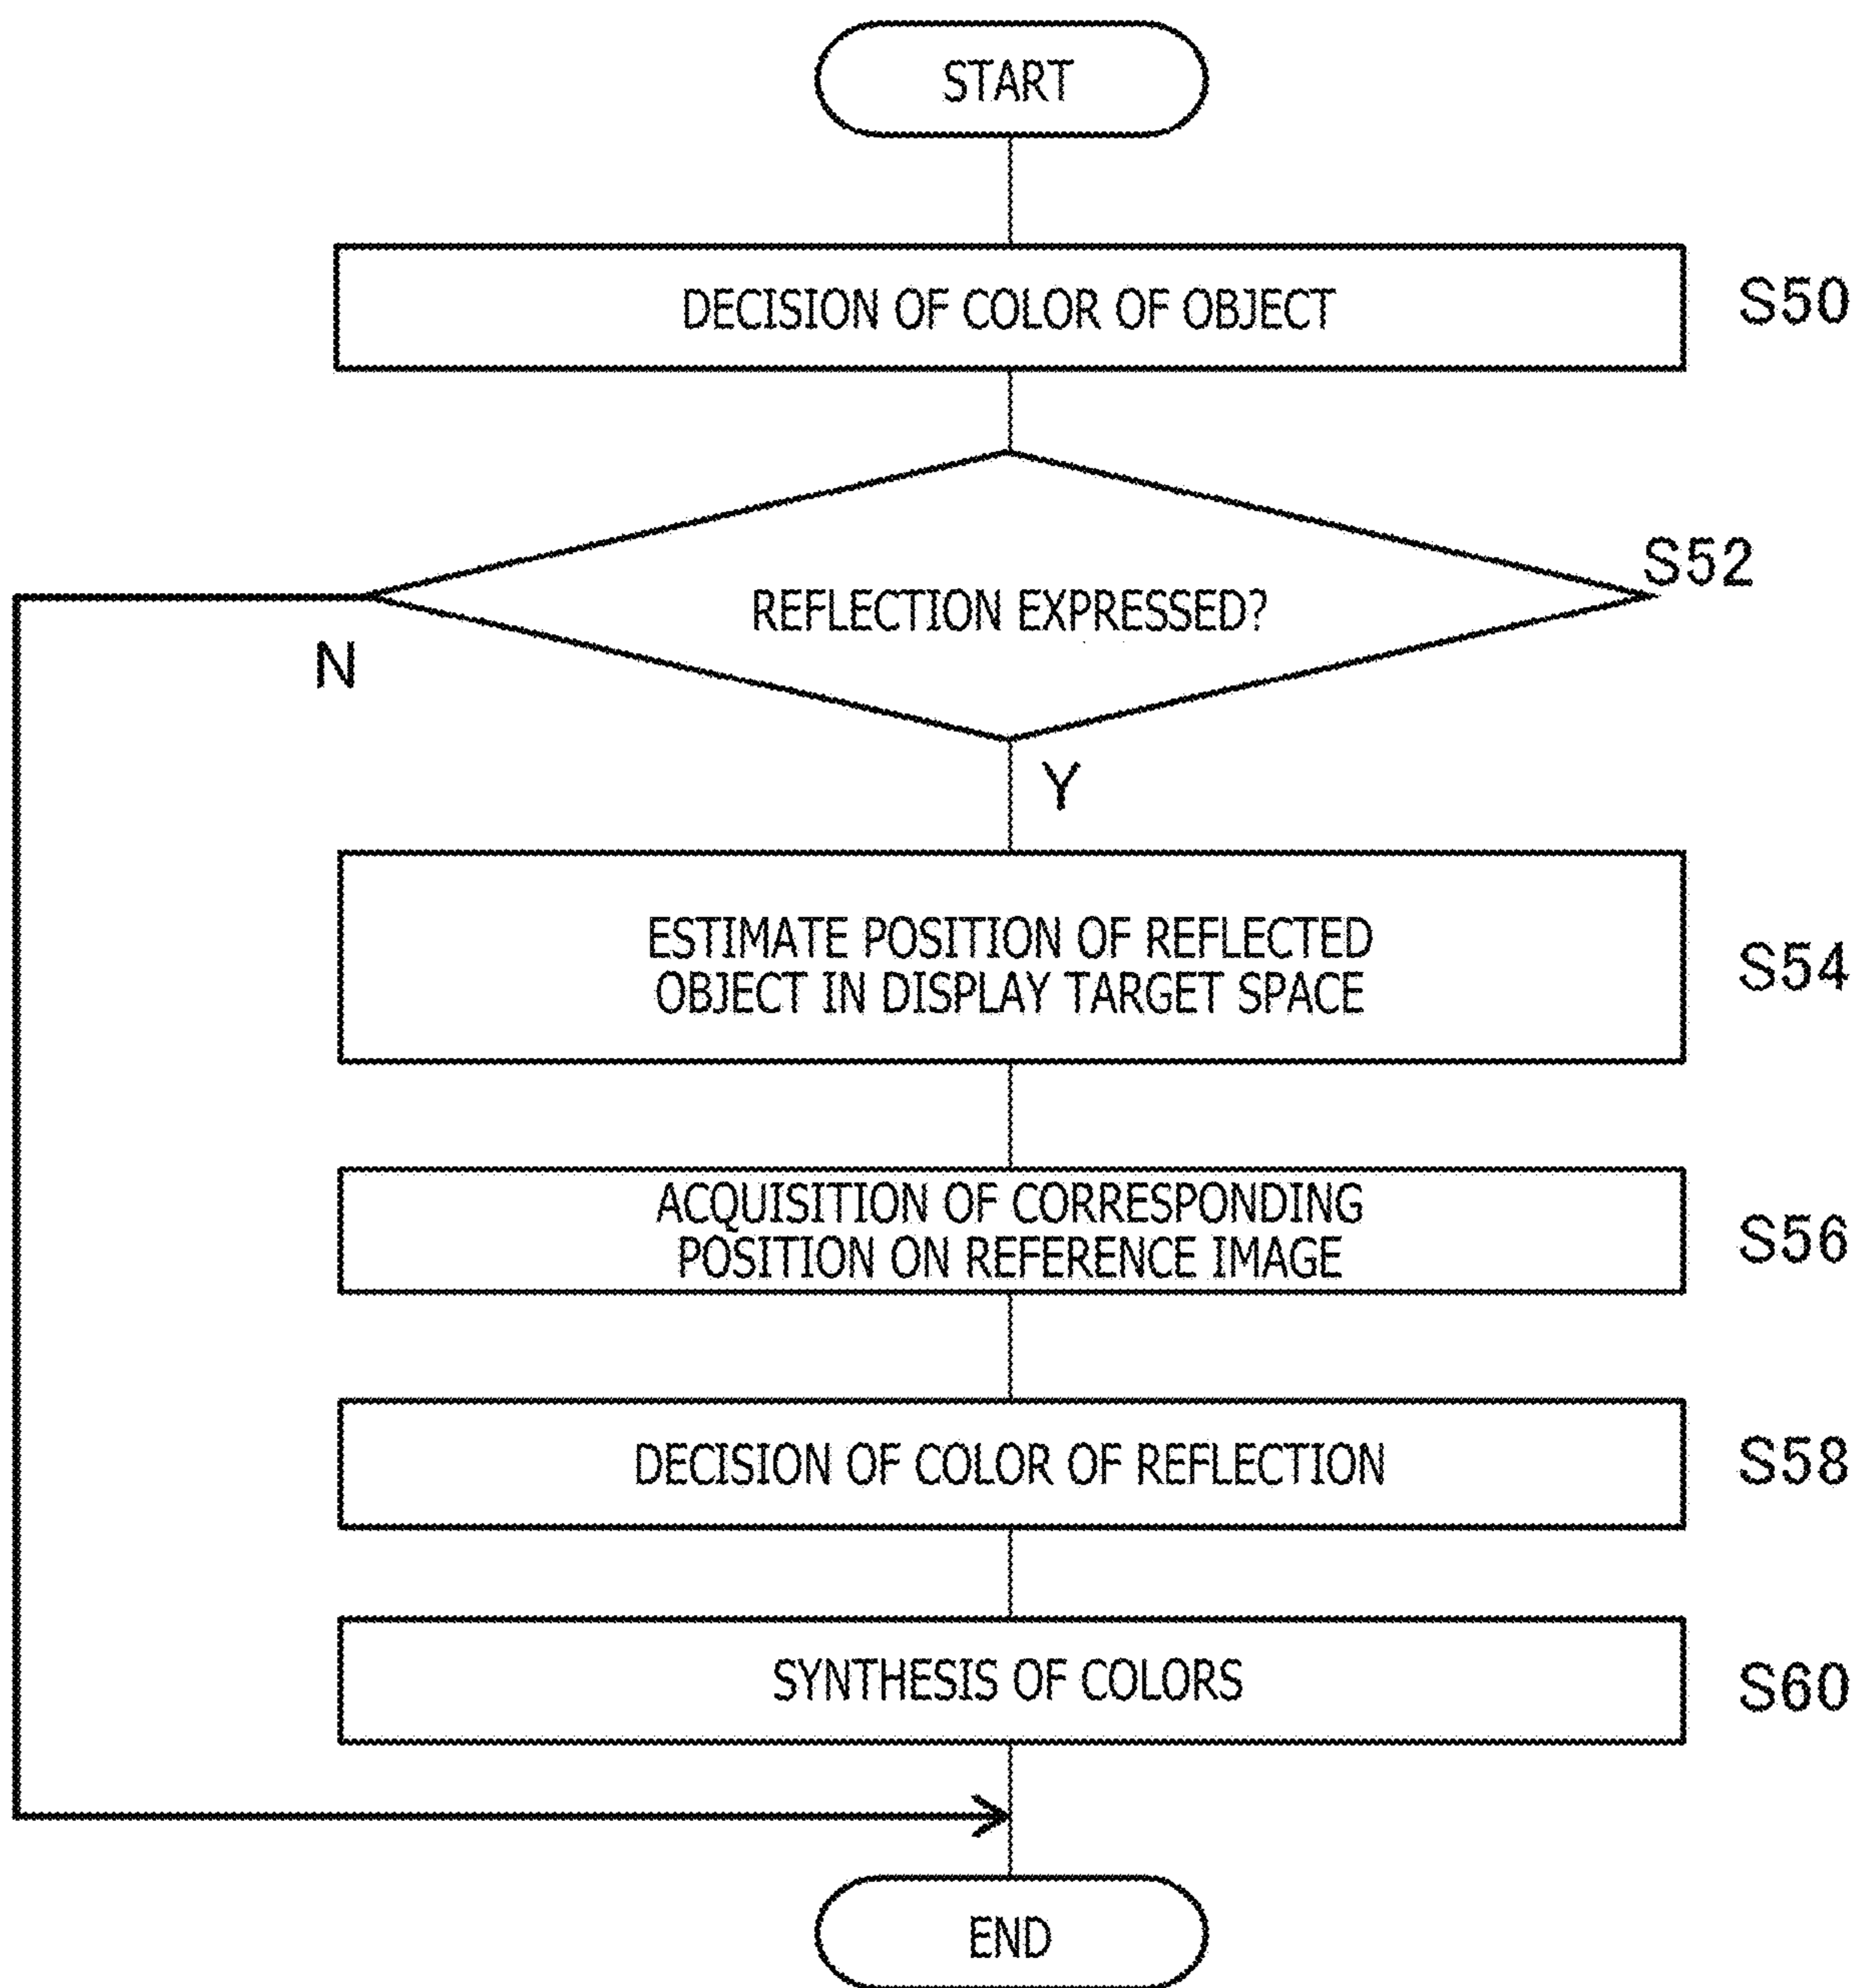 START
DECISION OF COLOR OF OBJECT
S50
S52
REFLECTION EXPRESSED?
N
Y
ESTIMATE POSITION OF REFLECTED
OBJECT IN DISPLAY TARGET SPACE
S54
ACQUISITION OF CORRESPONDING
POSITION ON REFERENCE IMAGE
S56
DECISION OF COLOR OF REFLECTION
S58
SYNTHESIS OF COLORS
S60
END